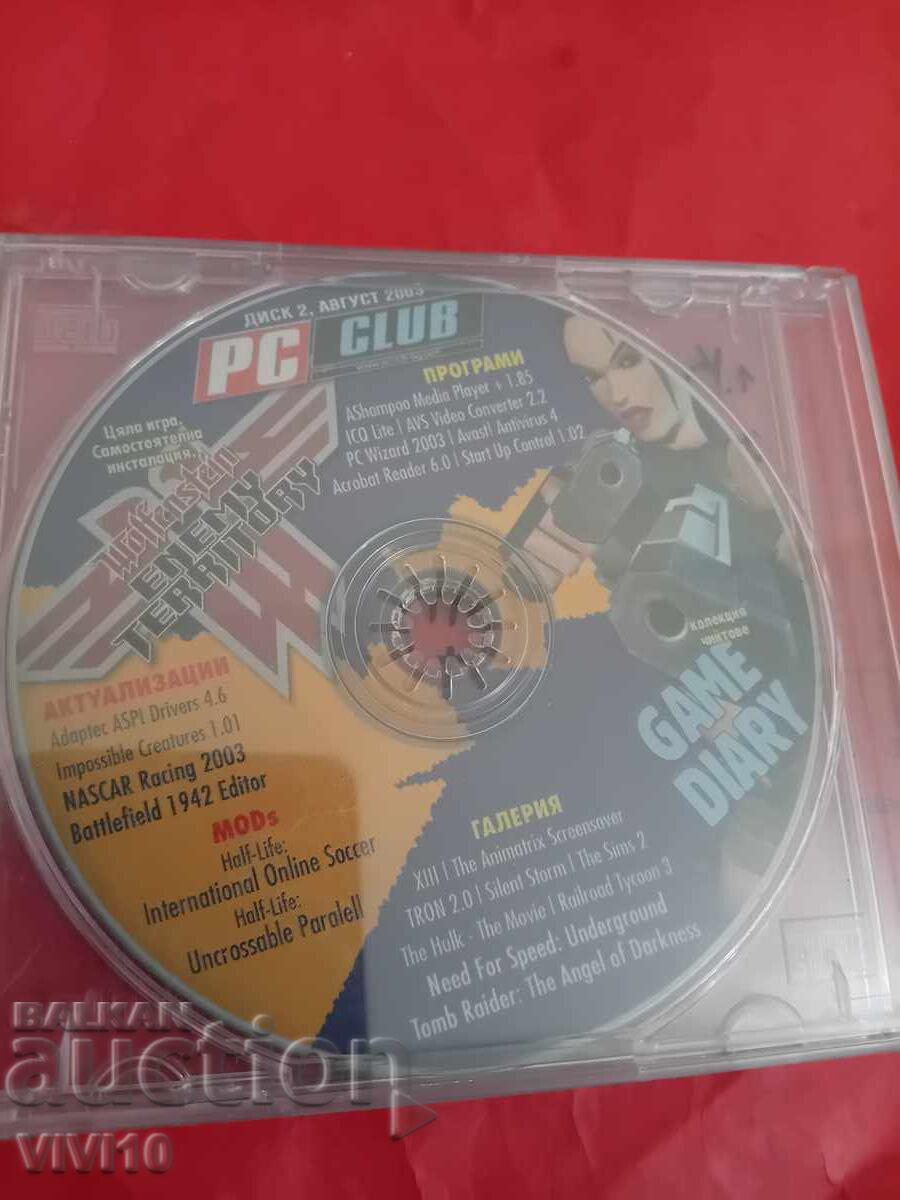 ДИСК 2, АВГУСТ 2003
PC CLUB
ПРОГРАМИ
AShampoo Media Player + 1.85
ICQ Lite | AVS Video Converter 2.2
PC Wizard 2003 | Avast! Antivirus 4
Acrobat Reader 6.0 | Start Up Control 1.02
Цяла игра.
Самостоятелна
инсталация.
Wolfenstein
ENEMY
TERRITORY
АКТУАЛИЗАЦИИ
Adaptec ASPI Drivers 4.6
Impossible Creatures 1.01
NASCAR Racing 2003
Battlefield 1942 Editor
MODs
Half-Life:
International Online Soccer
Half-Life:
Uncrossable Paralell
Колекция
чийтове
GAME
DIARY
ГАЛЕРИЯ
XIII | The Animatrix Screensaver
TRON 2.0 | Silent Storm | The Sims 2
The Hulk - The Movie | Railroad Tycoon 3
Need For Speed: Underground
Tomb Raider: The Angel of Darkness
BALKAN
auction
VIVI10